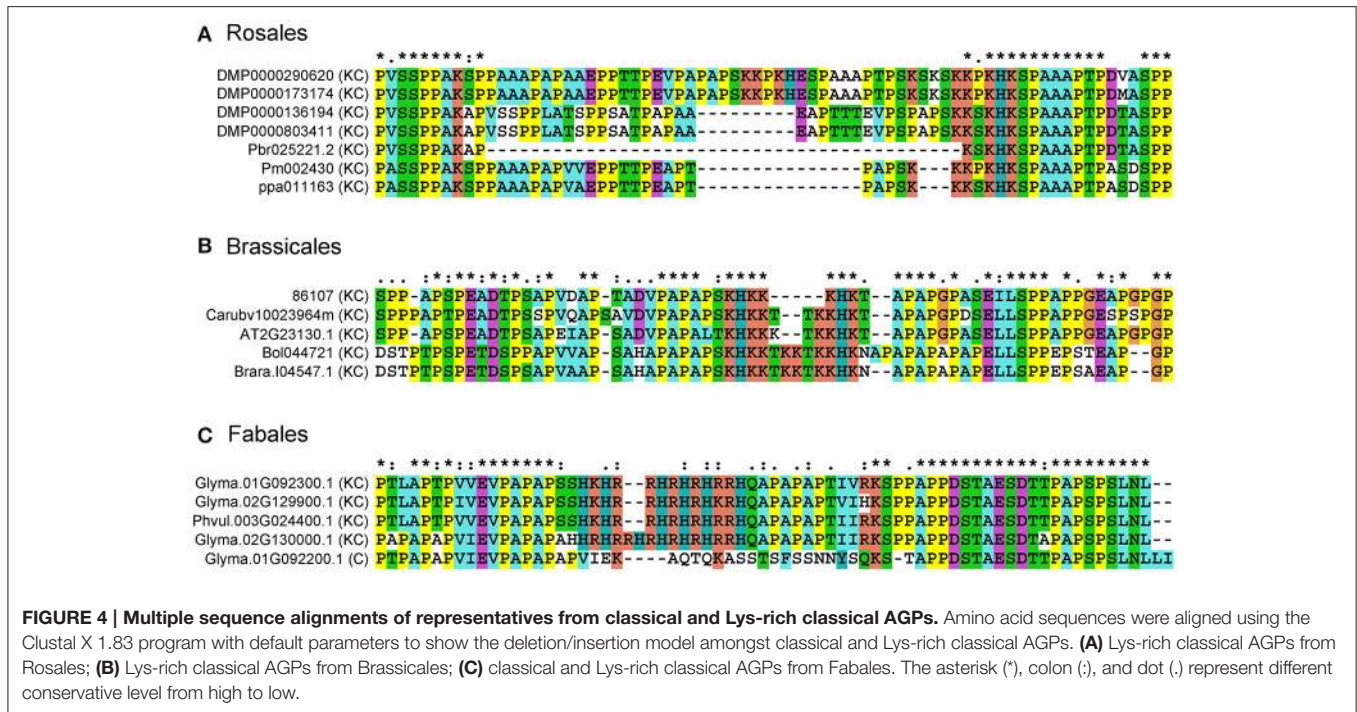 A Rosales
*.******:* *.*********** ***
DMP0000290620 (KC) PVSSPPAKSPPAAAPAPAAEPPTTPEVPAPAPSKKPKHESPAAAPTPSKSKSKKPKHKSPAAAPTPDVASPP
DMP0000173174 (KC) PVSSPPAKSPPAAAPAPAAEPPTTPEVPAPAPSKKPKHESPAAAPTPSKSKSKKPKHKSPAAAPTPDMASPP
DMP0000136194 (KC) PVSSPPAKAPVSSPPLATSPPSATPAPAA---------EAPTTTEVPSPAPSKKSKHKSPAAAPTPDTASPP
DMP0000803411 (KC) PVSSPPAKAPVSSPPLATSPPSATPAPAA---------EAPTTTEVPSPAPSKKSKHKSPAAAPTPDTASPP
Pbr025221.2 (KC) PVSSPPAKAP-------------------------------------------KSKHKSPAAAPTPDTASPP
Pm002430 (KC) PASSPPAKSPPAAAPAPVVEPPTTPEAPT---------------PAPSK---KKPKHKSPAAAPTPASDSPP
ppa011163 (KC) PASSPPAKSPPAAAPAPVAEPPTTPEAPT---------------PAPSK---KKSKHKSPAAAPTPASDSPP
B Brassicales
... :*:**:*:*.:* ** :...****.:**** ***. ****.* .:****** *. *:* **
86107 (KC) SPP-APSPEADTPSAPVDAP-TADVPAPAPSKHKK-----KHKT--APAPGPASEILSPPAPPGEAPGPGP
Carubv10023964m (KC) SPPPAPTPEADTPSSPVQAPSAVDVPAPAPSKHKKT--TKKHKT--APAPGPDSELLSPPAPPGESPSPGP
AT2G23130.1 (KC) SPP-APSPEADTPSAPEIAP-SADVPAPALTKHKKK--TKKHKT--APAPGPASELLSPPAPPGEAPGPGP
Bol044721 (KC) DSTPTPSPETDSPPAPVVAP-SAHAPAPAPSKHKKTKKTKKHKNAPAPAPAPAPELLSPPEPSTEAP--GP
Brara.I04547.1 (KC) DSTPTPSPETDSPSAPVAAP-SAHAPAPAPSKHKKTKKTKKHKN--APAPAPAPELLSPPEPSAEAP--GP
C Fabales
*: **:*::*******: .: : :: :. . . : :** .*********:*********
Glyma.01G092300.1 (KC) PTLAPTPVVEVPAPAPSSHKHR--RHRHRHRRHQAPAPAPTIVRKSPPAPPDSTAESDTTPAPSPSLNL--
Glyma.02G129900.1 (KC) PTLAPTPIVEVPAPAPSSHKHR--RHRHRHKRHQAPAPAPTVIHKSPPAPPDSTAESDTTPAPSPSLNL--
Phvul.003G024400.1 (KC) PTLAPTPVVEVPAPAPSSHKHR--RHRHRHRRHQAPAPAPTIIRKSPPAPPDSTAESDTTPAPSPSLNL--
Glyma.02G130000.1 (KC) PAPAPAPVIEVPAPAPAHHRHRRHRHRHRHRRHQAPAPAPTIIRKSPPAPPDSTAESDTAPAPSPSLNL--
Glyma.01G092200.1 (C) PTPAPAPVIEVPAPAPAPVIEK----AQTQKASSTSFSSNNYSQKS-TAPPDSTAESDTTPAPSPSLNLLI
FIGURE 4 | Multiple sequence alignments of representatives from classical and Lys-rich classical AGPs. Amino acid sequences were aligned using the
Clustal X 1.83 program with default parameters to show the deletion/insertion model amongst classical and Lys-rich classical AGPs. (A) Lys-rich classical AGPs from
Rosales; (B) Lys-rich classical AGPs from Brassicales; (C) classical and Lys-rich classical AGPs from Fabales. The asterisk (*), colon (:), and dot (.) represent different
conservative level from high to low.